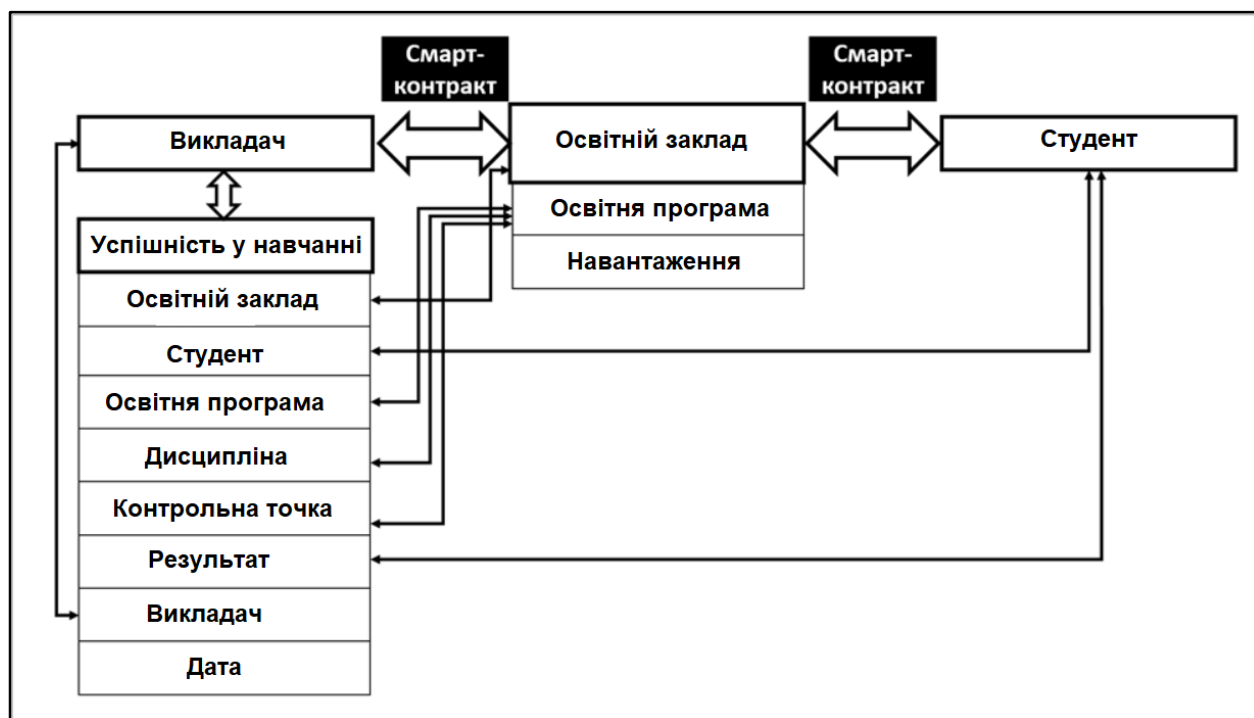 Смарт-
контракт
Смарт-
контракт
Викладач
Освітній заклад
Студент
Освітня програма
Навантаження
Успішність у навчанні
Освітній заклад
Студент
Освітня програма
Дисципліна
Контрольна точка
Результат
Викладач
Дата